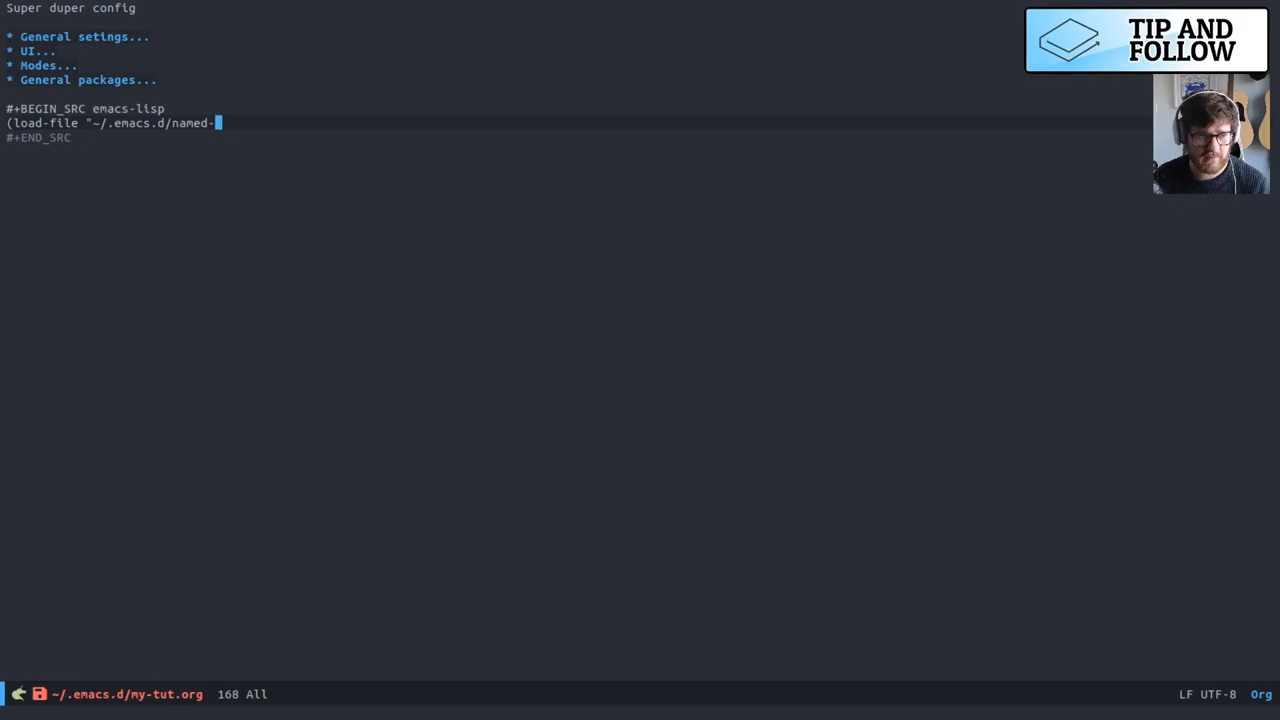 Super duper config
* General setings...
* UI...
* Modes...
* General packages...
#+BEGIN_SRC emacs-lisp
(load-file "~/.emacs.d/named-
#+END_SRC
TIP AND
FOLLOW
~/.emacs.d/my-tut.org 168 All
LF UTF-8 Org